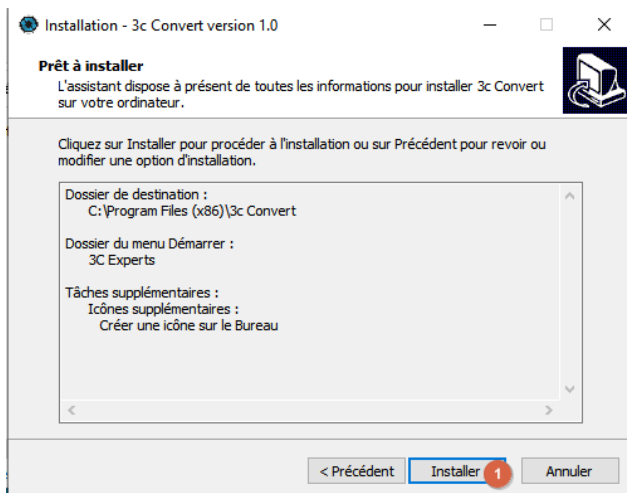 Installation - 3c Convert version 1.0
Prêt à installer
L'assistant dispose à présent de toutes les informations pour installer 3c Convert
sur votre ordinateur.
Cliquez sur Installer pour procéder à l'installation ou sur Précédent pour revoir ou
modifier une option d'installation.
Dossier de destination :
C:\Program Files (x86)\3c Convert
Dossier du menu Démarrer :
3C Experts
Tâches supplémentaires :
Icônes supplémentaires :
Créer une icône sur le Bureau
< Précédent Installer 1 Annuler